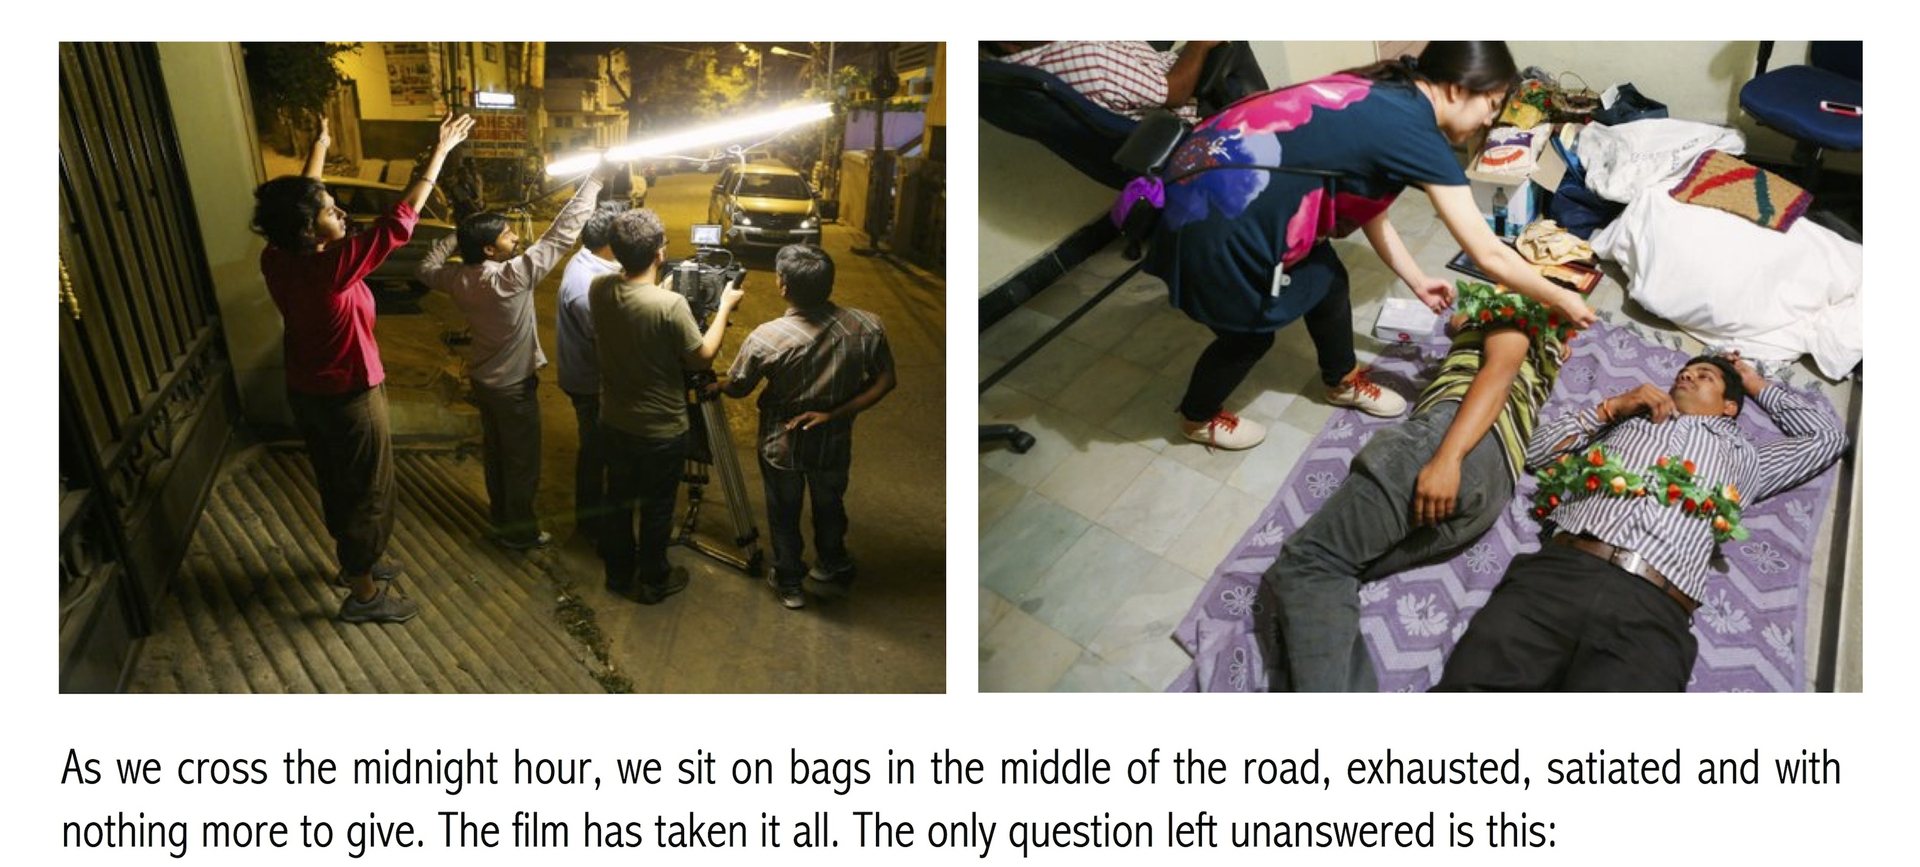 As we cross the midnight hour, we sit on bags in the middle of the road, exhausted, satiated and with
nothing more to give. The film has taken it all. The only question left unanswered is this: